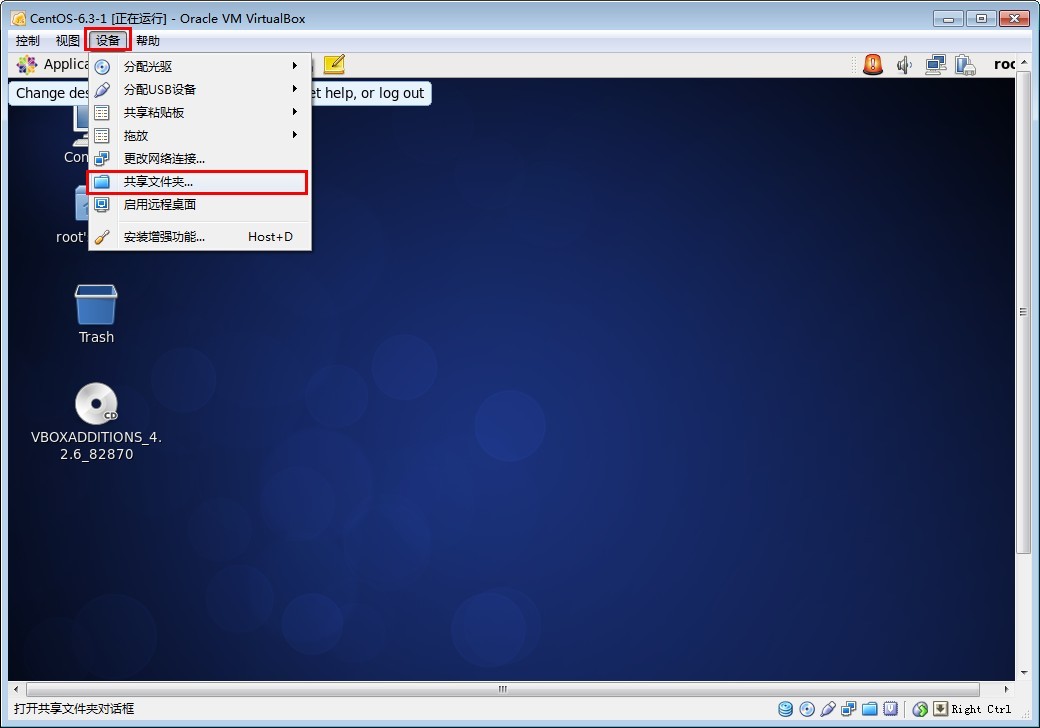 CentOS-6.3-1 [正在运行] - Oracle VM VirtualBox
控制 视图 设备 帮助
Applica
roo
Change des
et help, or log out
分配光驱
分配USB设备
共享粘贴板
拖放
更改网络连接...
共享文件夹...
启用远程桌面
安装增强功能... Host+D
Con
root'
Trash
CD
VBOXADDITIONS_4.
2.6_82870
打开共享文件夹对话框
Right Ctrl